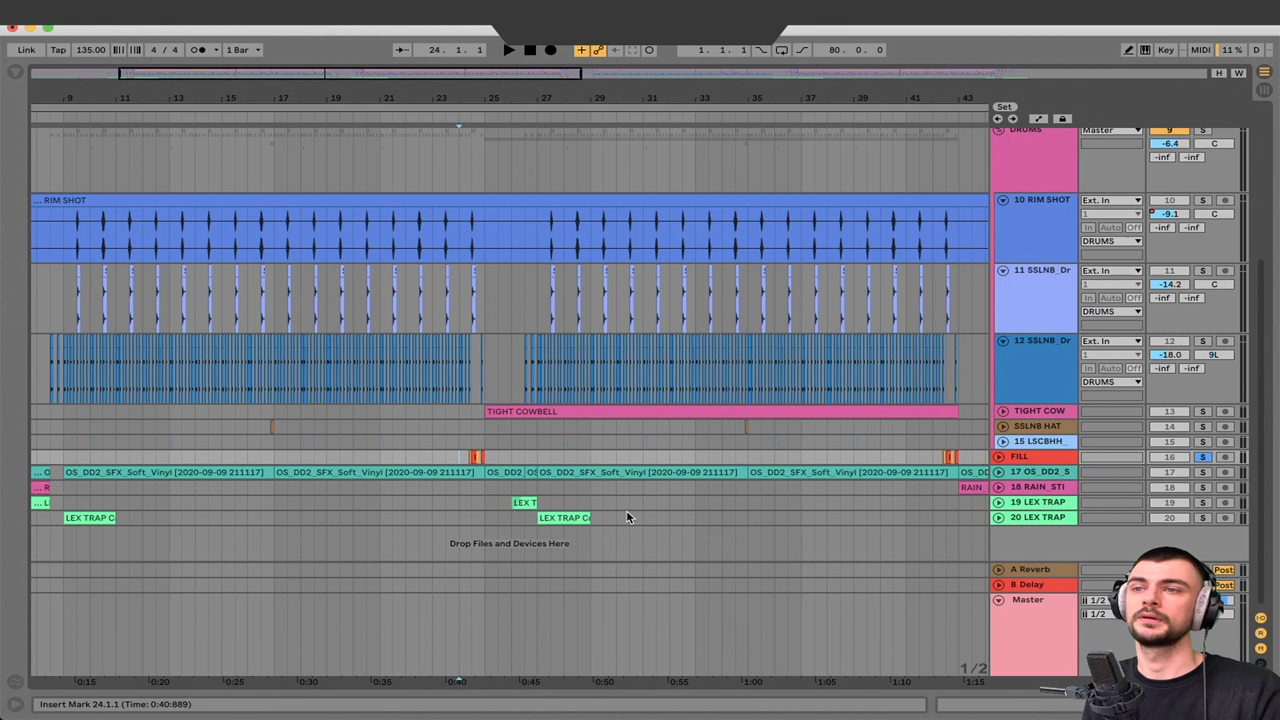 Link Tap 135.00 4 / 4 1 Bar 24. 1. 1 1. 1. 1 80. 0. 0 Key MIDI 11 % D
H W
9 11 13 15 17 19 21 23 25 27 29 31 33 35 37 39 41 43
Set
DRUMS Master 9 S
-6.4 C
-inf -inf
... RIM SHOT 10 RIM SHOT Ext. In 10 S
1 -9.1 C
In Auto Off -inf -inf
DRUMS
11 SSLNB_Dr Ext. In 11 S
1 -14.2 C
In Auto Off -inf -inf
DRUMS
12 SSLNB_Dr Ext. In 12 S
1 -18.0 9L
In Auto Off -inf -inf
DRUMS
TIGHT COWBELL TIGHT COW 13 S
SSLNB HAT 14 S
15 LSCBHH_ 15 S
FILL 16 S
... O OS_DD2_SFX_Soft_Vinyl [2020-09-09 211117] OS_DD2_SFX_Soft_Vinyl [2020-09-09 211117] OS_DD2 OS OS_DD2_SFX_Soft_Vinyl [2020-09-09 211117] OS_DD2_SFX_Soft_Vinyl [2020-09-09 211117] OS_DD 17 OS_DD2_S 17 S
... R RAIN 18 RAIN_STI 18 S
... L LEX T 19 LEX TRAP 19 S
LEX TRAP C LEX TRAP C 20 LEX TRAP 20 S
Drop Files and Devices Here
A Reverb Post
B Delay Post
Master 1/2
1/2
0:15 0:20 0:25 0:30 0:35 0:40 0:45 0:50 0:55 1:00 1:05 1:10 1:15
Insert Mark 24.1.1 (Time: 0:40:889)